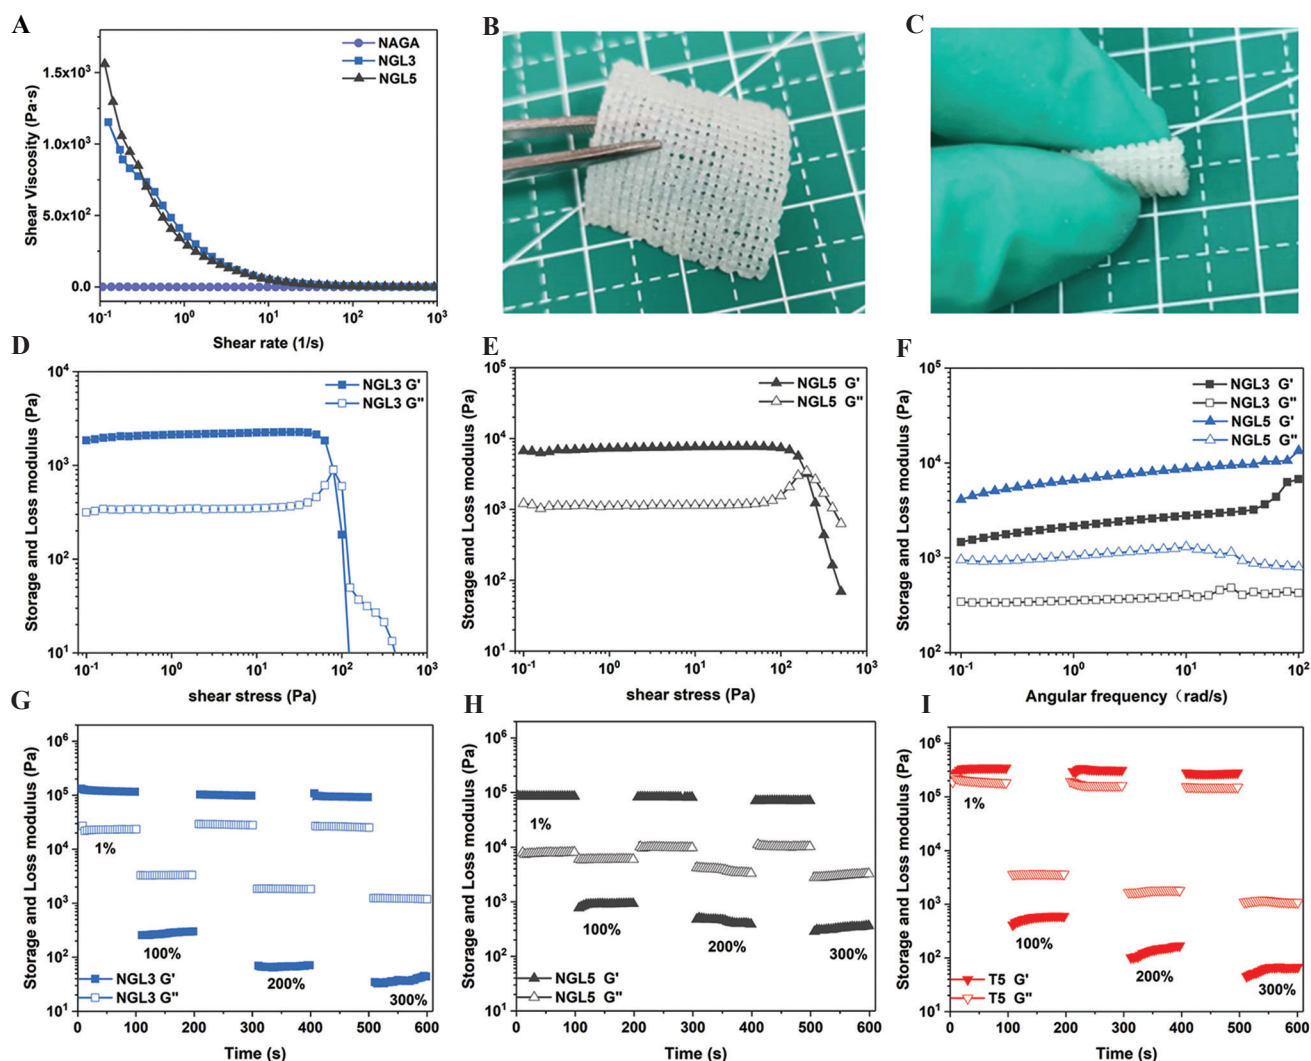 A
NAGA
NGL3
NGL5
Shear Viscosity (Pa·s)
1.5x10³
1.0x10³
5.0x10²
0.0
10⁻¹ 10⁰ 10¹ 10² 10³
Shear rate (1/s)
B
C
D
NGL3 G'
NGL3 G''
Storage and Loss modulus (Pa)
10⁴
10³
10²
10¹
10⁻¹ 10⁰ 10¹ 10² 10³
shear stress (Pa)
E
NGL5 G'
NGL5 G''
Storage and Loss modulus (Pa)
10⁵
10⁴
10³
10²
10¹
10⁻¹ 10⁰ 10¹ 10² 10³
shear stress (Pa)
F
NGL3 G'
NGL3 G''
NGL5 G'
NGL5 G''
Storage and Loss modulus (Pa)
10⁵
10⁴
10³
10²
10⁻¹ 10⁰ 10¹ 10²
Angular frequency（rad/s）
G
Storage and Loss modulus (Pa)
10⁶
10⁵
10⁴
10³
10²
10¹
1%
100%
200%
300%
NGL3 G'
NGL3 G''
0 100 200 300 400 500 600
Time (s)
H
Storage and Loss modulus (Pa)
10⁶
10⁵
10⁴
10³
10²
10¹
1%
100%
200%
300%
NGL5 G'
NGL5 G''
0 100 200 300 400 500 600
Time (s)
I
Storage and Loss modulus (Pa)
10⁶
10⁵
10⁴
10³
10²
10¹
1%
100%
200%
300%
T5 G'
T5 G''
0 100 200 300 400 500 600
Time (s)